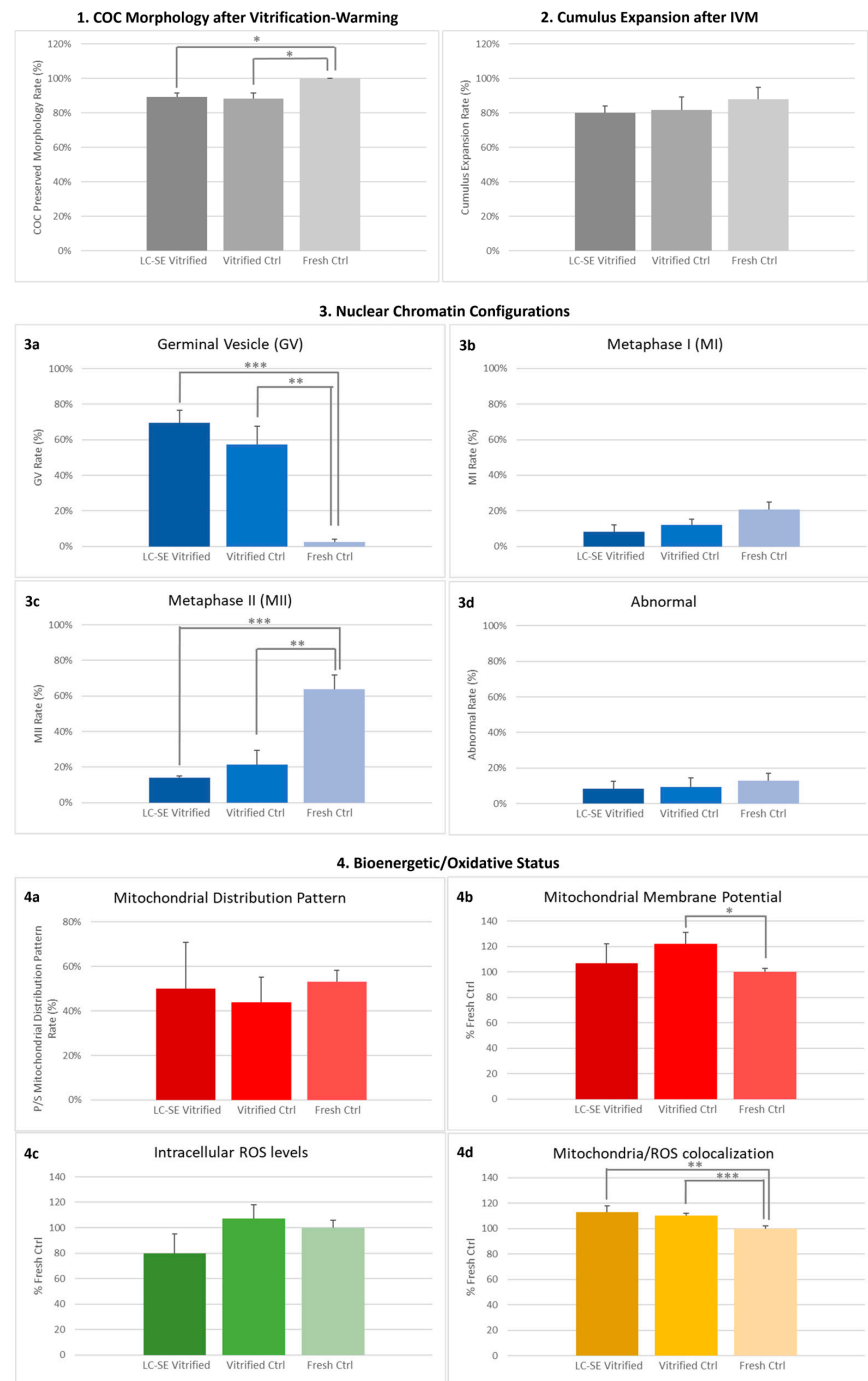 1. COC Morphology after Vitrification-Warming
COC Preserved Morphology Rate (%)
120%
100%
80%
60%
40%
20%
0%
*
*
LC-SE Vitrified
Vitrified Ctrl
Fresh Ctrl
2. Cumulus Expansion after IVM
Cumulus Expansion Rate (%)
120%
100%
80%
60%
40%
20%
0%
LC-SE Vitrified
Vitrified Ctrl
Fresh Ctrl
3. Nuclear Chromatin Configurations
3a
Germinal Vesicle (GV)
GV Rate (%)
100%
80%
60%
40%
20%
0%
***
**
LC-SE Vitrified
Vitrified Ctrl
Fresh Ctrl
3b
Metaphase I (MI)
MI Rate (%)
100%
80%
60%
40%
20%
0%
LC-SE Vitrified
Vitrified Ctrl
Fresh Ctrl
3c
Metaphase II (MII)
MII Rate (%)
100%
80%
60%
40%
20%
0%
***
**
LC-SE Vitrified
Vitrified Ctrl
Fresh Ctrl
3d
Abnormal
Abnormal Rate (%)
100%
80%
60%
40%
20%
0%
LC-SE Vitrified
Vitrified Ctrl
Fresh Ctrl
4. Bioenergetic/Oxidative Status
4a
Mitochondrial Distribution Pattern
P/S Mitochondrial Distribution Pattern
Rate (%)
80%
60%
40%
20%
0%
LC-SE Vitrified
Vitrified Ctrl
Fresh Ctrl
4b
Mitochondrial Membrane Potential
% Fresh Ctrl
140
120
100
80
60
40
20
0
*
LC-SE Vitrified
Vitrified Ctrl
Fresh Ctrl
4c
Intracellular ROS levels
% Fresh Ctrl
140
120
100
80
60
40
20
0
LC-SE Vitrified
Vitrified Ctrl
Fresh Ctrl
4d
Mitochondria/ROS colocalization
% Fresh Ctrl
140
120
100
80
60
40
20
0
**
***
LC-SE Vitrified
Vitrified Ctrl
Fresh Ctrl